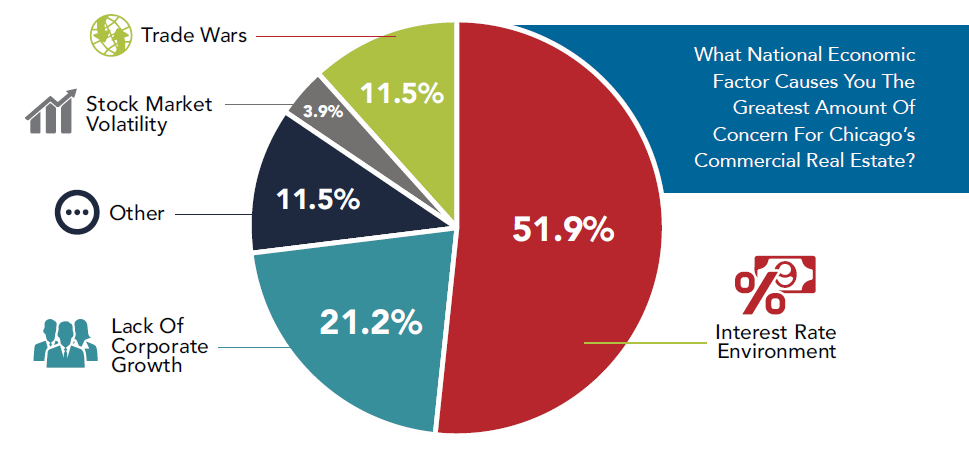 Trade Wars
Stock Market
Volatility
Other
Lack Of
Corporate
Growth
11.5%
3.9%
11.5%
21.2%
51.9%
What National Economic
Factor Causes You The
Greatest Amount Of
Concern For Chicago's
Commercial Real Estate?
Interest Rate
Environment